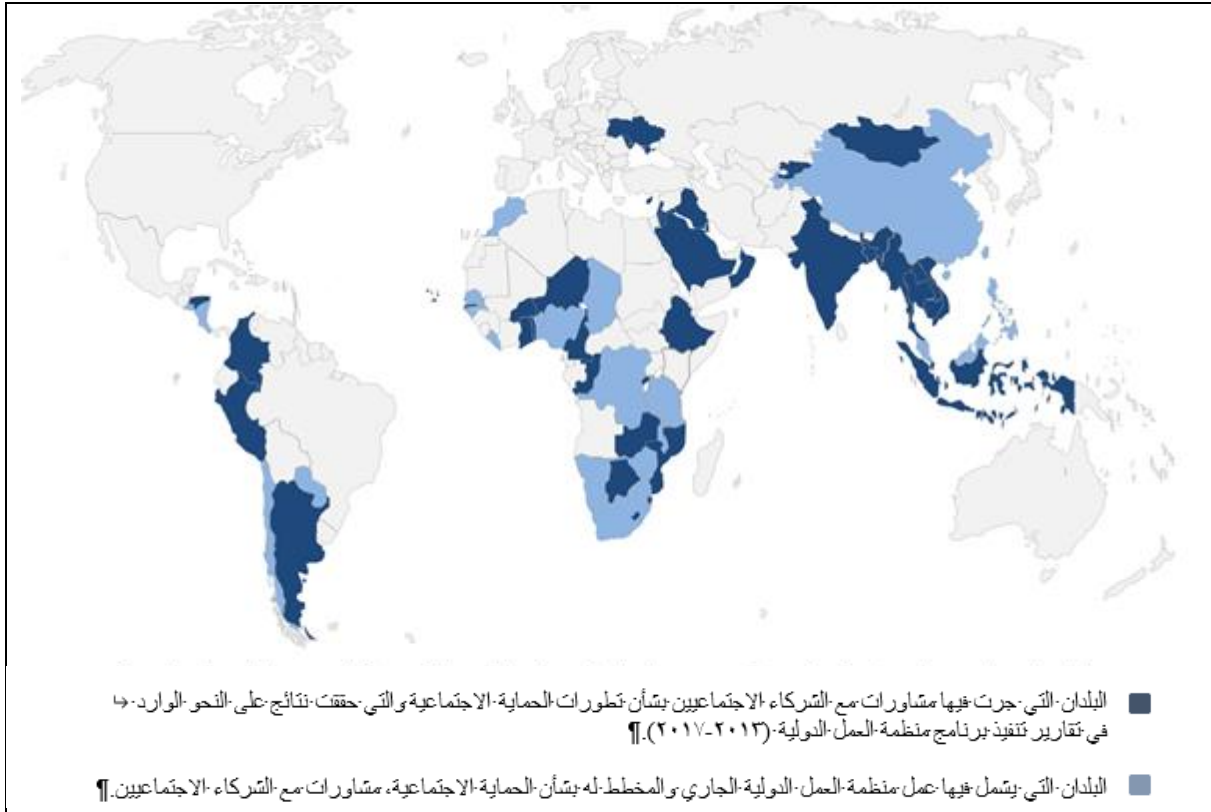 البلدان التي جرت فيها مشاورات مع الشركاء الاجتماعيين بشأن تطورات الحماية الاجتماعية والتي حققت نتائج على النحو الوارد ↵
في تقارير تنفيذ برنامج منظمة العمل الدولية (٢٠١٣-٢٠١٧).¶
البلدان التي يشمل فيها عمل منظمة العمل الدولية الجاري والمخطط له بشأن الحماية الاجتماعية، مشاورات مع الشركاء الاجتماعيين.¶